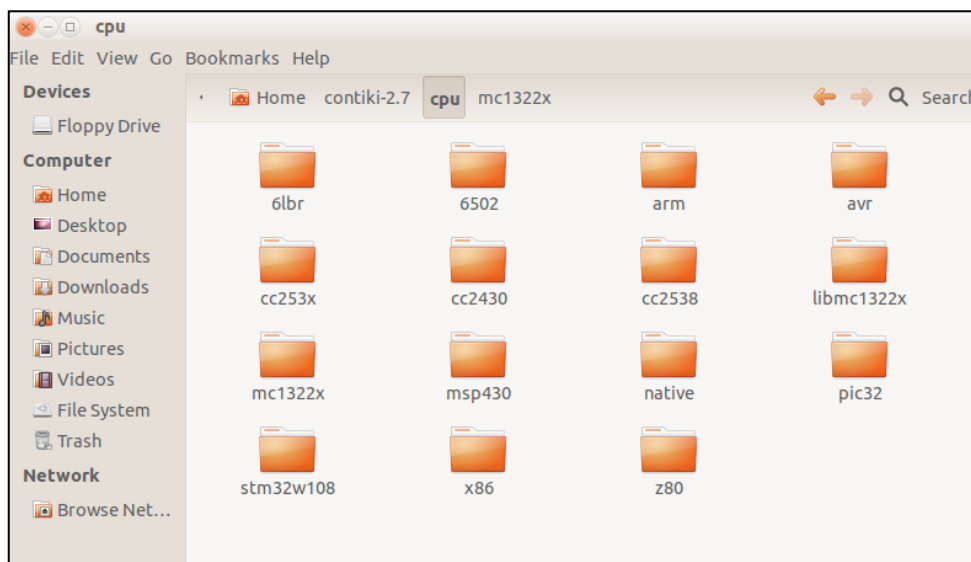 cpu
File Edit View Go Bookmarks Help
Devices
Floppy Drive
Computer
Home
Desktop
Documents
Downloads
Music
Pictures
Videos
File System
Trash
Network
Browse Net...
Home contiki-2.7 cpu mc1322x Search
6lbr 6502 arm avr
cc253x cc2430 cc2538 libmc1322x
mc1322x msp430 native pic32
stm32w108 x86 z80